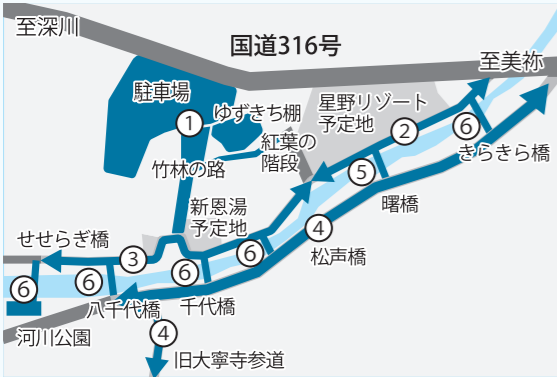 至深川
国道316号
至美祢
駐車場
①
ゆずきち棚
星野リゾート
予定地
②
⑥
紅葉の
階段
きらきら橋
竹林の路
⑤
曙橋
新恩湯
予定地
④
松声橋
せせらぎ橋
③
⑥
⑥
⑥
⑥
八千代橋
千代橋
河川公園
④
旧大寧寺参道